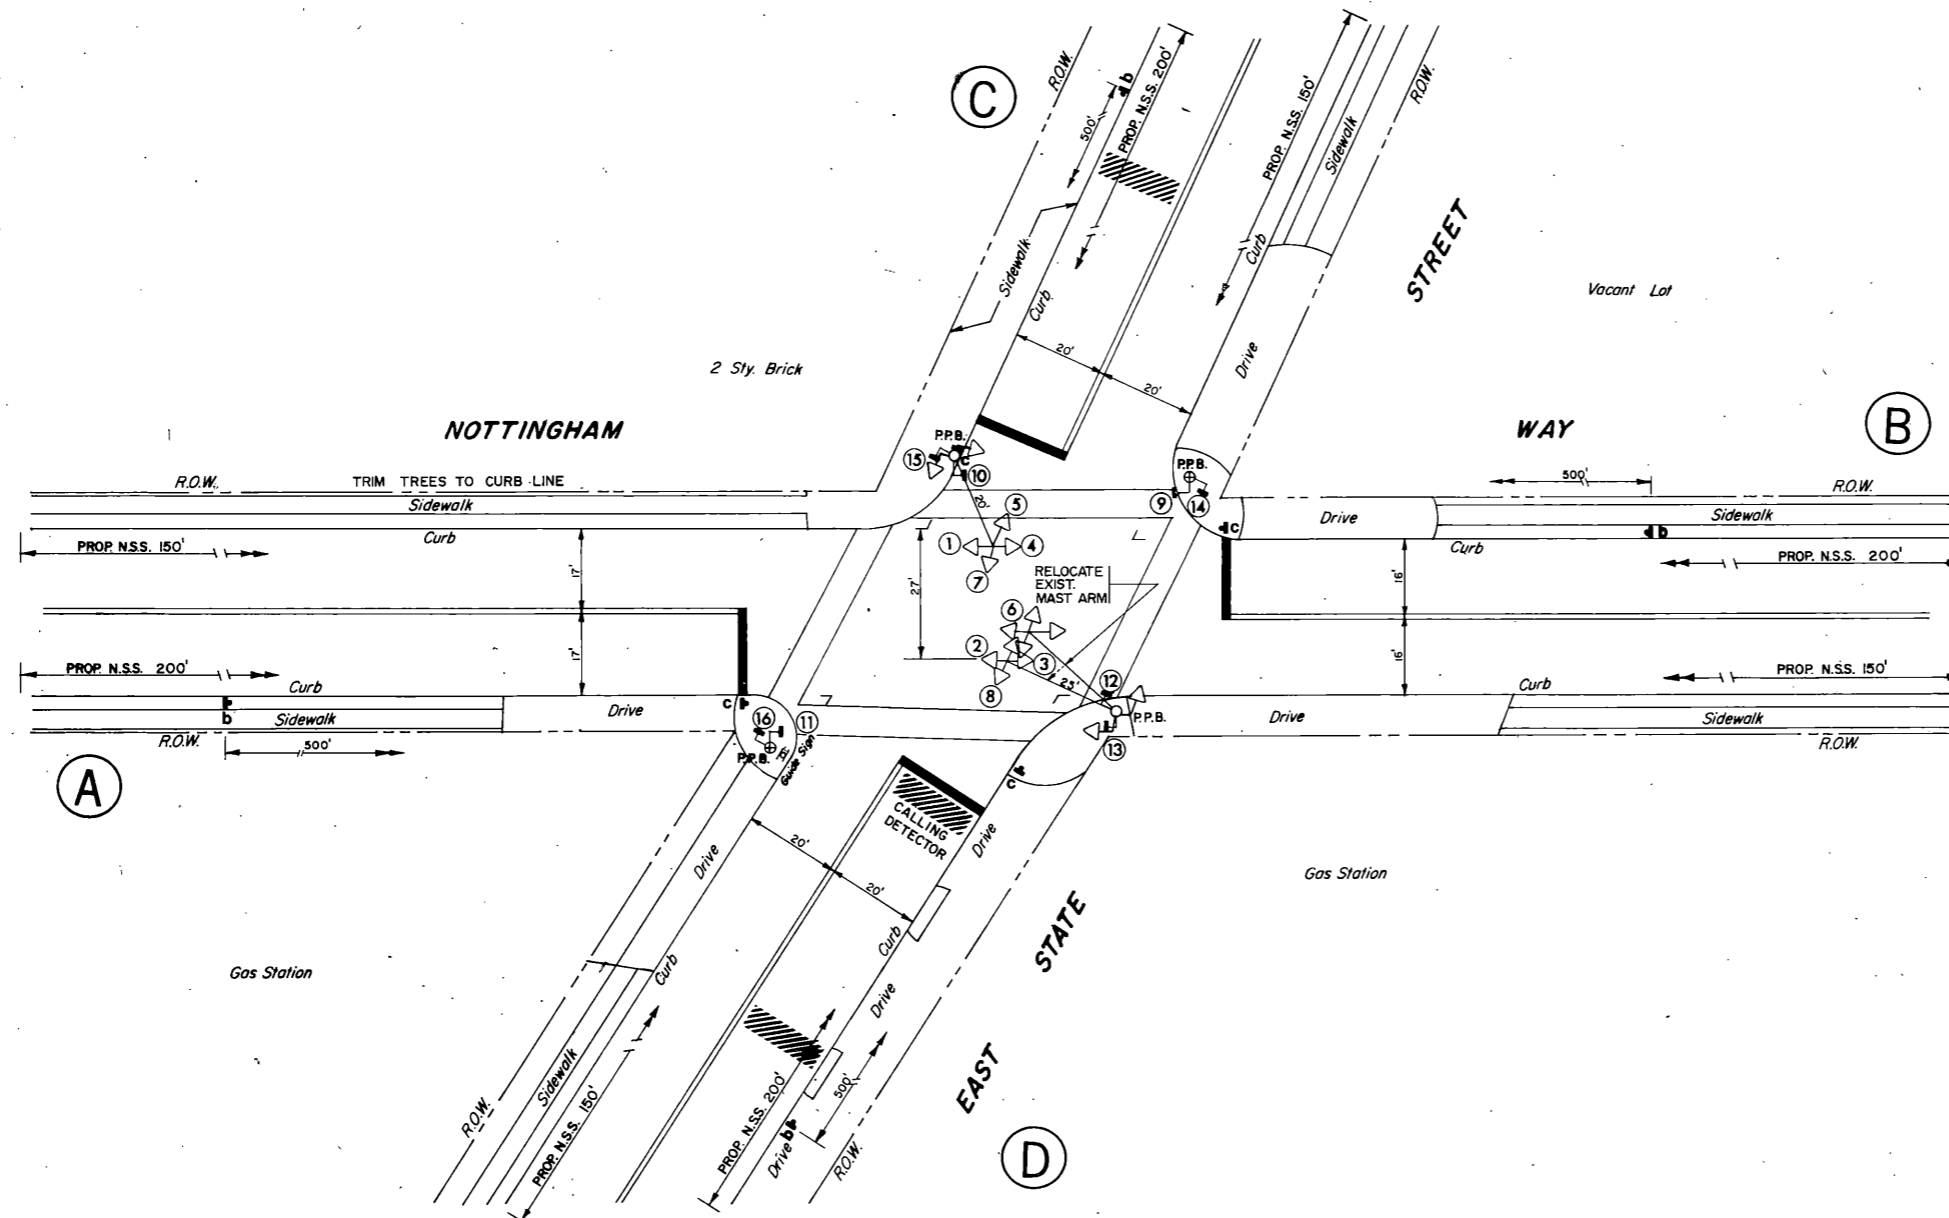 C
R.O.W.
b
500'
PROP. N.S.S. 200'
PROP. N.S.S. 150'
R.O.W.
Sidewalk
Sidewalk
Curb
Curb
STREET
Vacant Lot
20'
20'
Drive
2 Sty. Brick
NOTTINGHAM
WAY
B
P.P.B.
15
C
10
P.P.B.
9
14
C
R.O.W.
TRIM TREES TO CURB LINE
Sidewalk
Curb
PROP. N.S.S. 150'
17'
17'
20'
5
1
4
7
27'
RELOCATE
EXIST.
MAST ARM
Drive
500'
R.O.W.
Sidewalk
b
Curb
PROP. N.S.S. 200'
16'
16'
6
2
3
8
25'
12
P.P.B.
13
C
PROP. N.S.S. 200'
Curb
b
Sidewalk
R.O.W.
500'
Drive
C
16
11
P.P.B.
Guide Sign
A
PROP. N.S.S. 150'
Curb
Drive
Sidewalk
R.O.W.
CALLING
DETECTOR
Drive
Drive
20'
20'
Gas Station
STATE
EAST
Gas Station
Curb
Curb
Drive
Sidewalk
R.O.W.
PROP. N.S.S. 150'
PROP. N.S.S. 200'
Drive
b
500'
R.O.W.
D